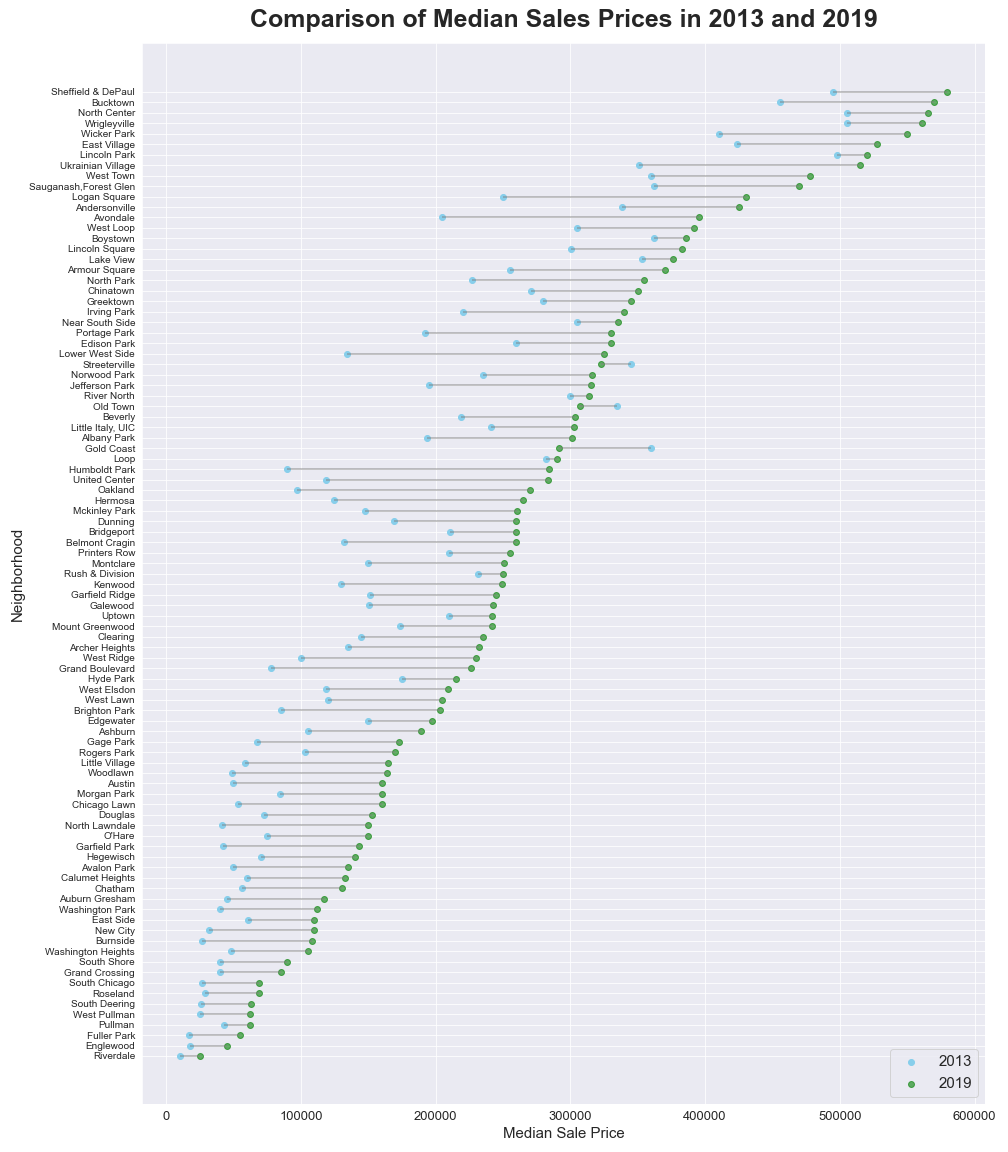 Comparison of Median Sales Prices in 2013 and 2019
Neighborhood
Sheffield & DePaul
Bucktown
North Center
Wrigleyville
Wicker Park
East Village
Lincoln Park
Ukrainian Village
West Town
Sauganash,Forest Glen
Logan Square
Andersonville
Avondale
West Loop
Boystown
Lincoln Square
Lake View
Armour Square
North Park
Chinatown
Greektown
Irving Park
Near South Side
Portage Park
Edison Park
Lower West Side
Streeterville
Norwood Park
Jefferson Park
River North
Old Town
Beverly
Little Italy, UIC
Albany Park
Gold Coast
Loop
Humboldt Park
United Center
Oakland
Hermosa
Mckinley Park
Dunning
Bridgeport
Belmont Cragin
Printers Row
Montclare
Rush & Division
Kenwood
Garfield Ridge
Galewood
Uptown
Mount Greenwood
Clearing
Archer Heights
West Ridge
Grand Boulevard
Hyde Park
West Elsdon
West Lawn
Brighton Park
Edgewater
Ashburn
Gage Park
Rogers Park
Little Village
Woodlawn
Austin
Morgan Park
Chicago Lawn
Douglas
North Lawndale
O'Hare
Garfield Park
Hegewisch
Avalon Park
Calumet Heights
Chatham
Auburn Gresham
Washington Park
East Side
New City
Burnside
Washington Heights
South Shore
Grand Crossing
South Chicago
Roseland
South Deering
West Pullman
Pullman
Fuller Park
Englewood
Riverdale
2013
2019
0 100000 200000 300000 400000 500000 600000
Median Sale Price